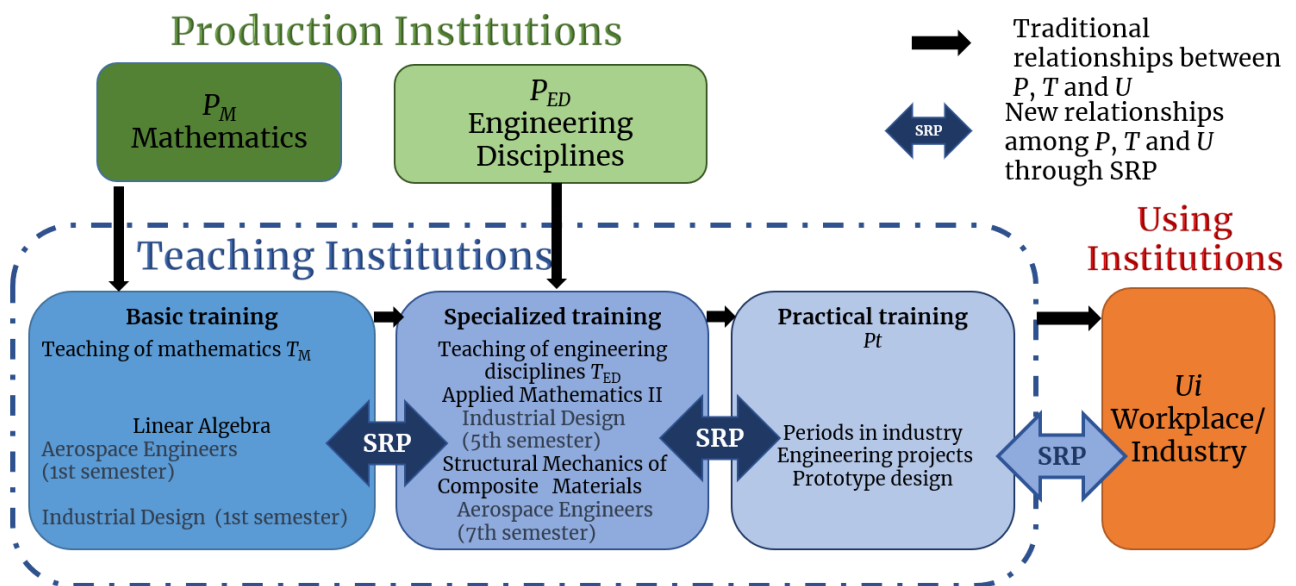 Production Institutions
P_M
Mathematics
P_ED
Engineering
Disciplines
Traditional
relationships between
P, T and U
SRP
New relationships
among P, T and U
through SRP
Teaching Institutions
Using
Institutions
Basic training
Teaching of mathematics T_M
Linear Algebra
Aerospace Engineers
(1st semester)
Industrial Design (1st semester)
SRP
Specialized training
Teaching of engineering
disciplines T_ED
Applied Mathematics II
Industrial Design
(5th semester)
Structural Mechanics of
Composite Materials
Aerospace Engineers
(7th semester)
SRP
Practical training
Pt
Periods in industry
Engineering projects
Prototype design
SRP
Ui
Workplace/
Industry